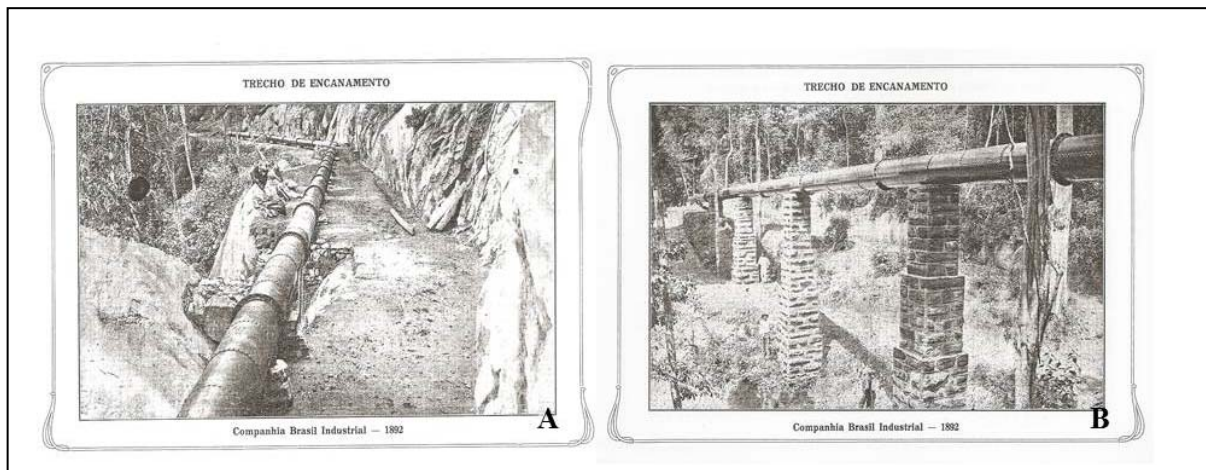 TRECHO DE ENCANAMENTO
A
Companhia Brasil Industrial — 1892
TRECHO DE ENCANAMENTO
B
Companhia Brasil Industrial — 1892